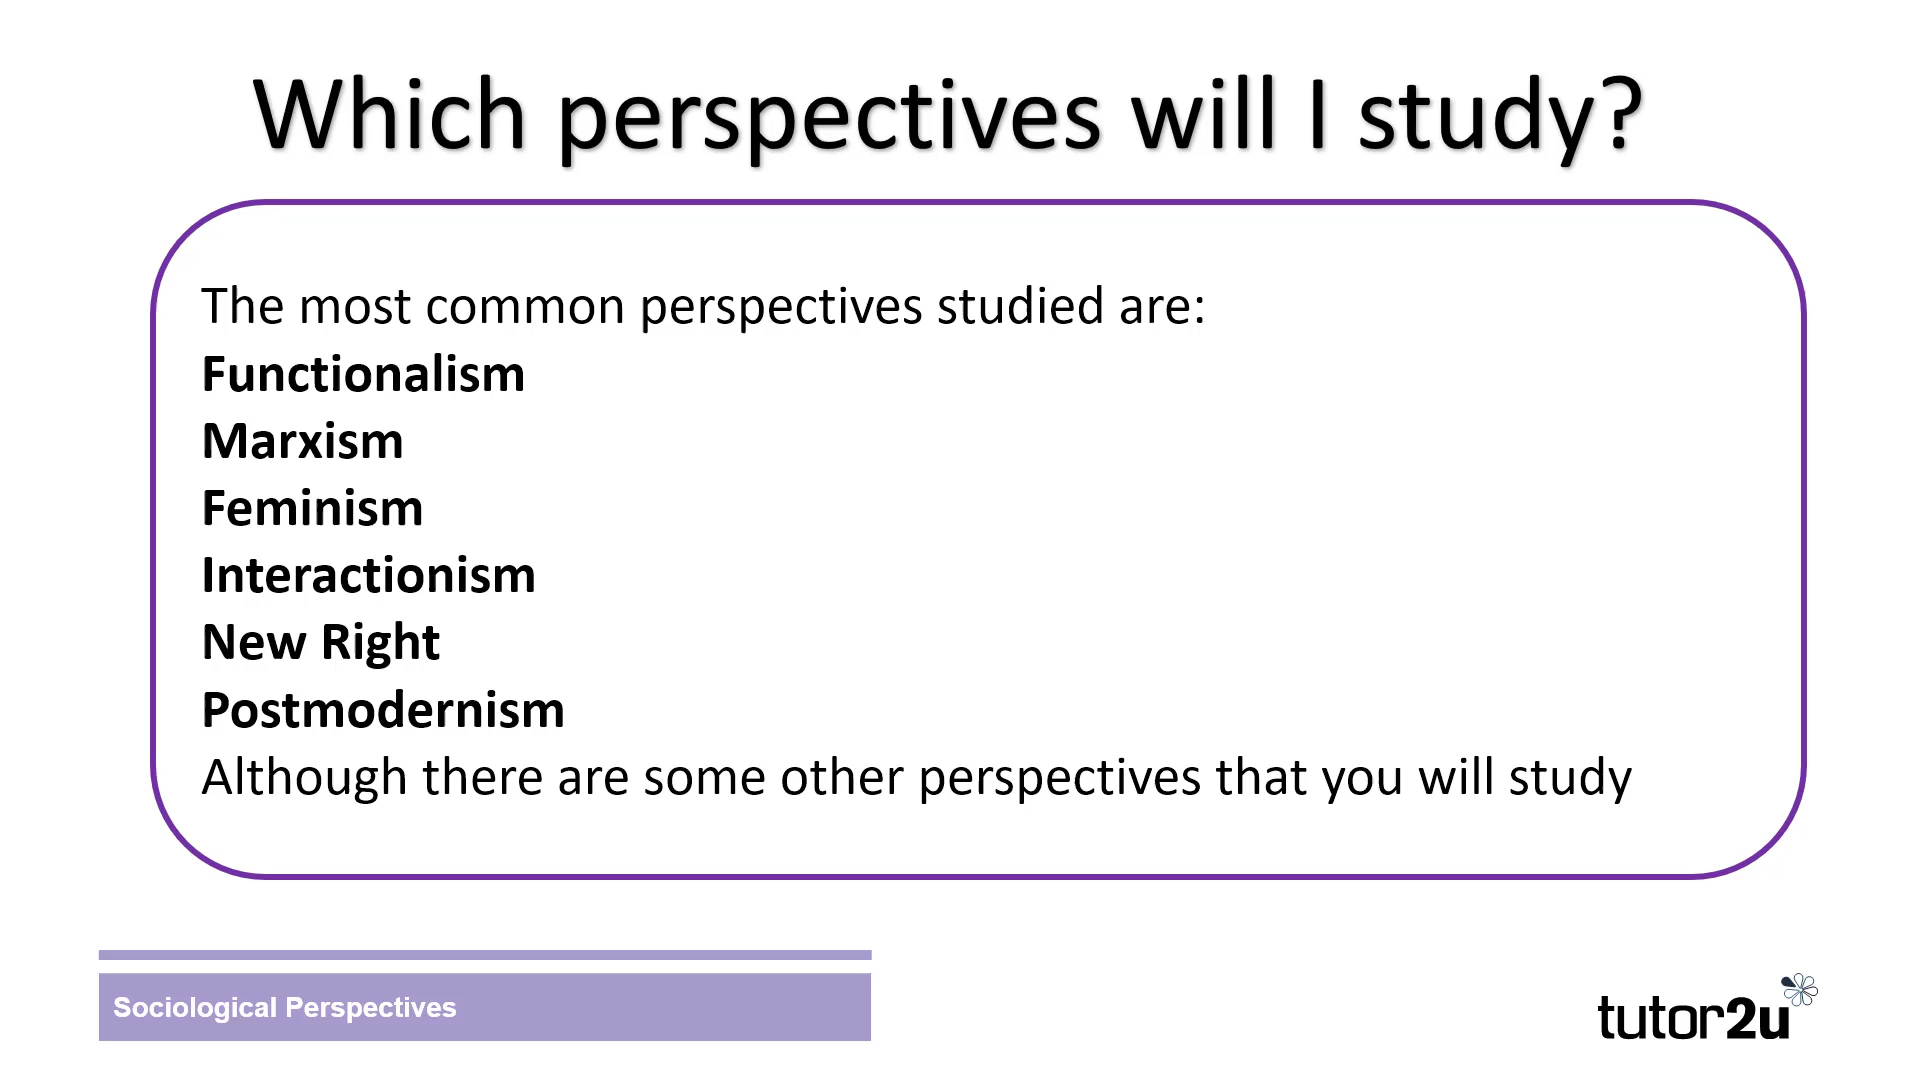 Which perspectives will I study?
The most common perspectives studied are:
Functionalism
Marxism
Feminism
Interactionism
New Right
Postmodernism
Although there are some other perspectives that you will study
Sociological Perspectives
tutor2u